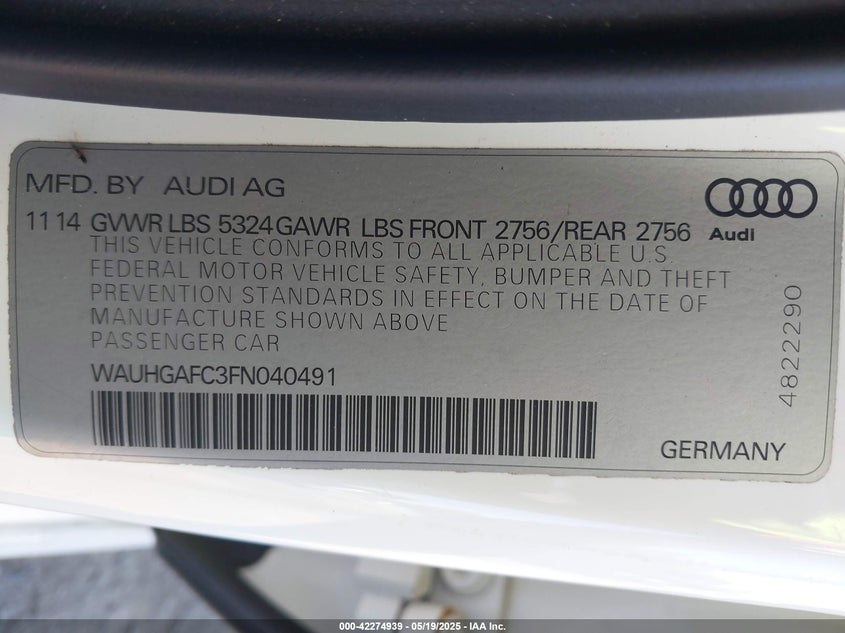 MFD. BY AUDI AG
11 14 GVWR LBS 5324 GAWR LBS FRONT 2756/REAR 2756
Audi
THIS VEHICLE CONFORMS TO ALL APPLICABLE U.S.
FEDERAL MOTOR VEHICLE SAFETY, BUMPER AND THEFT
PREVENTION STANDARDS IN EFFECT ON THE DATE OF
MANUFACTURE SHOWN ABOVE
PASSENGER CAR
WAUHGAFC3FN040491
4822290
GERMANY
000-42274939 - 05/19/2025 - IAA Inc.